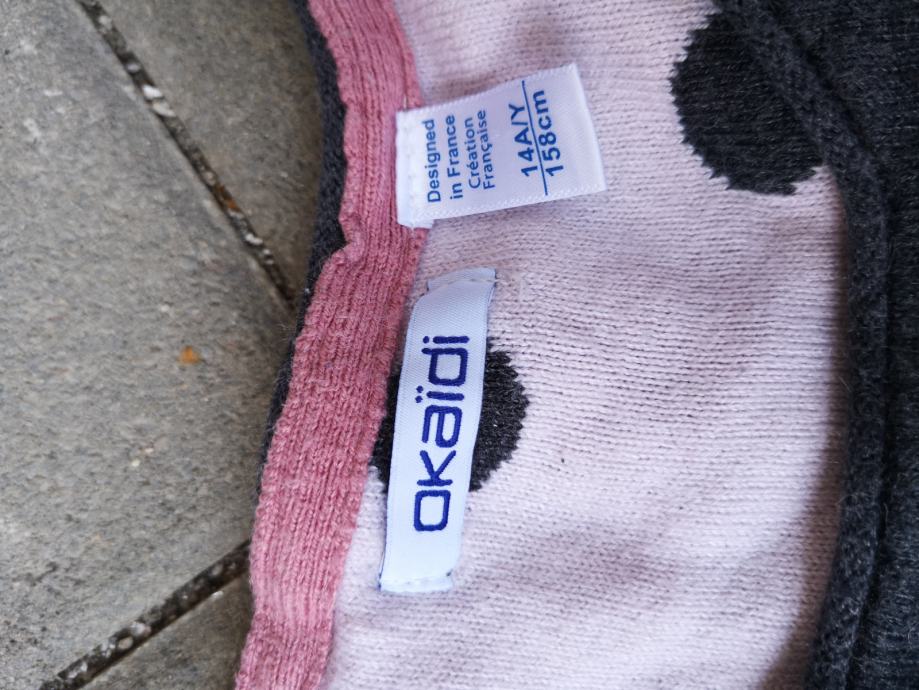 Designed
in France
Création
Française
14A/Y
158cm
okaïdi